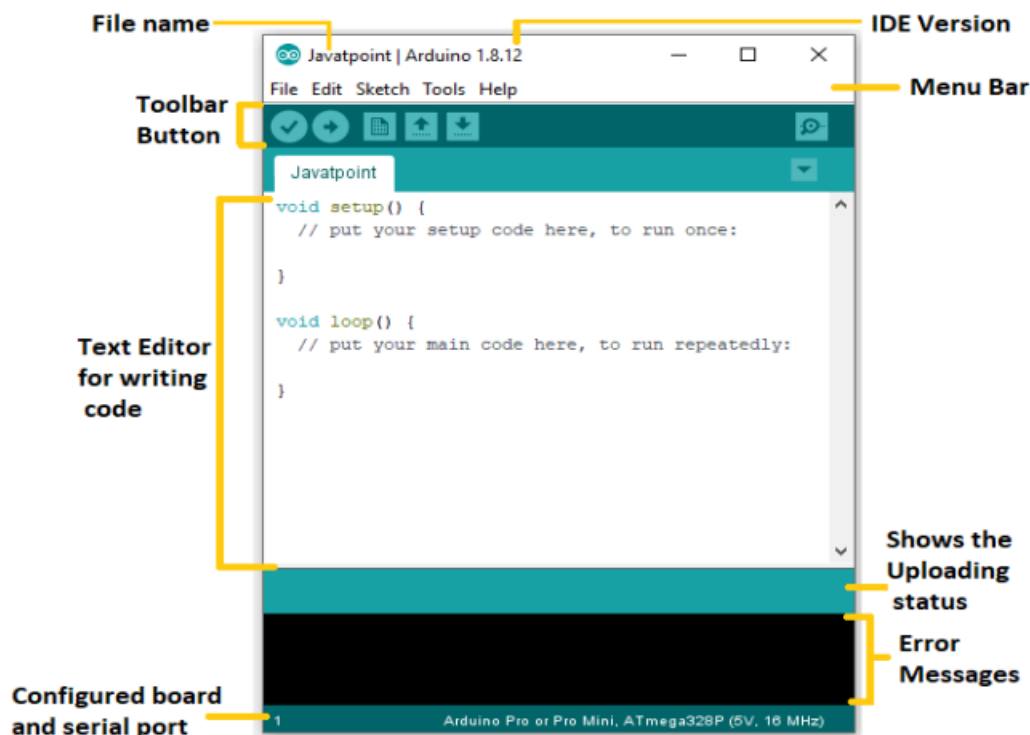 File name
IDE Version
Javatpoint | Arduino 1.8.12
File Edit Sketch Tools Help
Menu Bar
Toolbar
Button
Javatpoint
void setup() {
// put your setup code here, to run once:
}
void loop() {
// put your main code here, to run repeatedly:
}
Text Editor
for writing
code
Shows the
Uploading
status
Error
Messages
Configured board
and serial port
1
Arduino Pro or Pro Mini, ATmega328P (5V, 16 MHz)